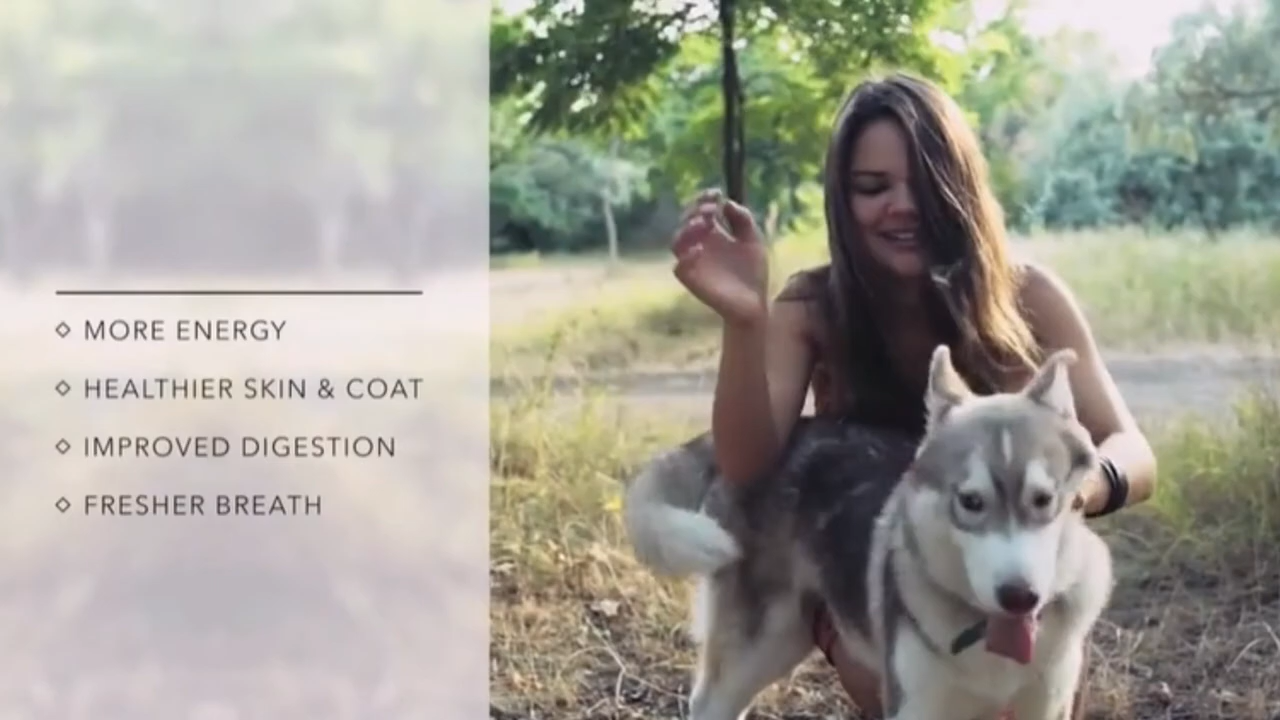 MORE ENERGY
HEALTHIER SKIN & COAT
IMPROVED DIGESTION
FRESHER BREATH